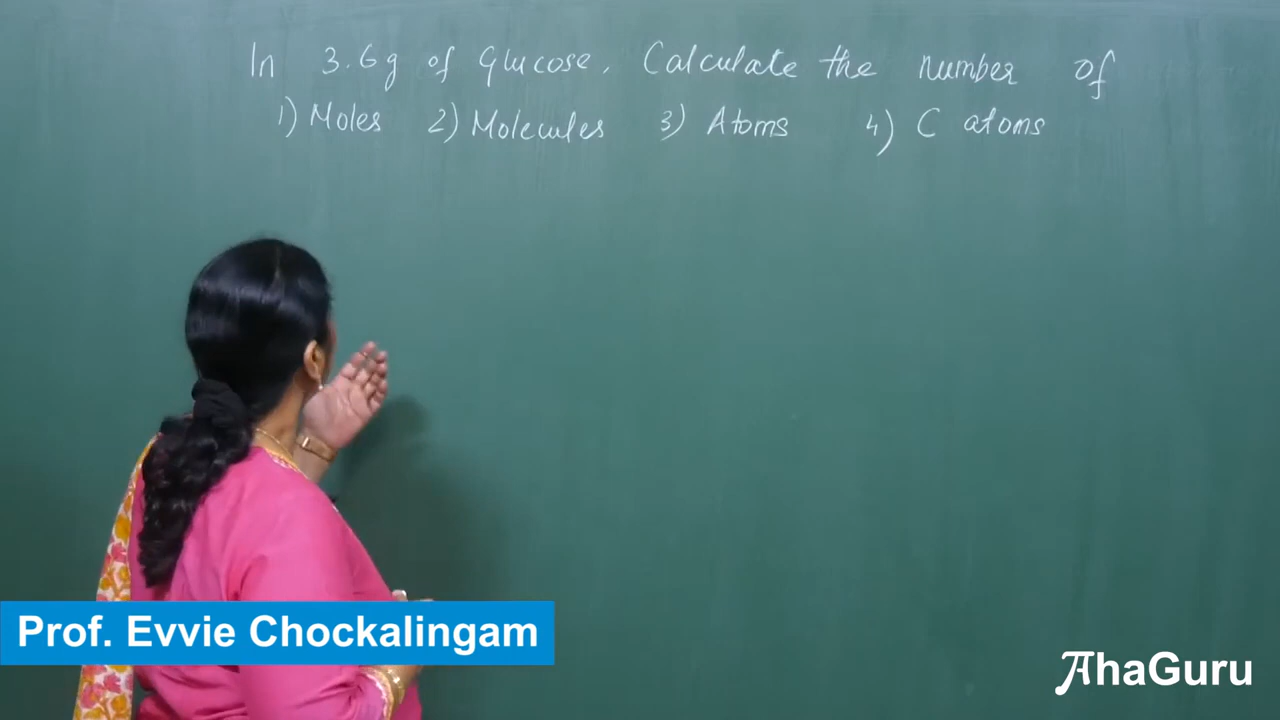 In 3.6g of Glucose, Calculate the number of
1) Moles 2) Molecules 3) Atoms 4) C atoms
Prof. Evvie Chockalingam
AhaGuru